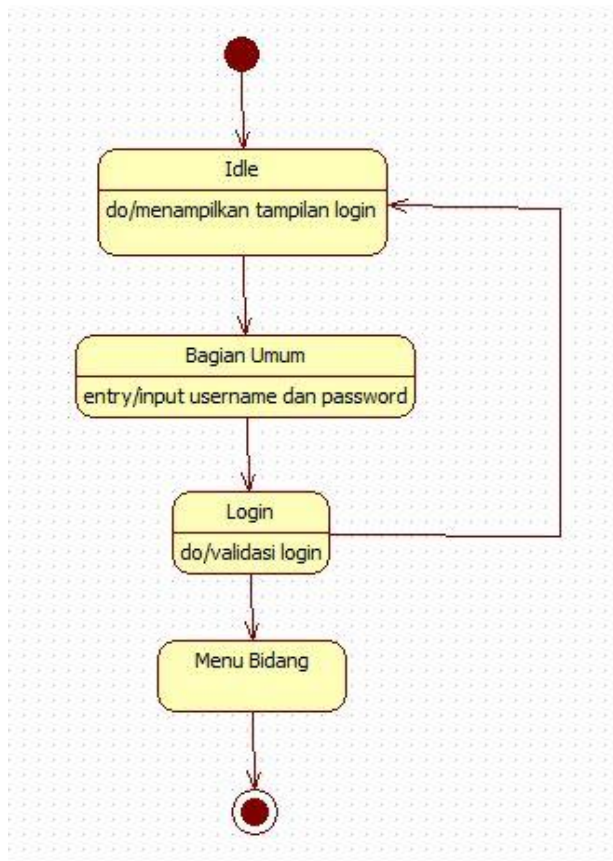 Idle
do/menampilkan tampilan login
Bagian Umum
entry/input username dan password
Login
do/validasi login
Menu Bidang